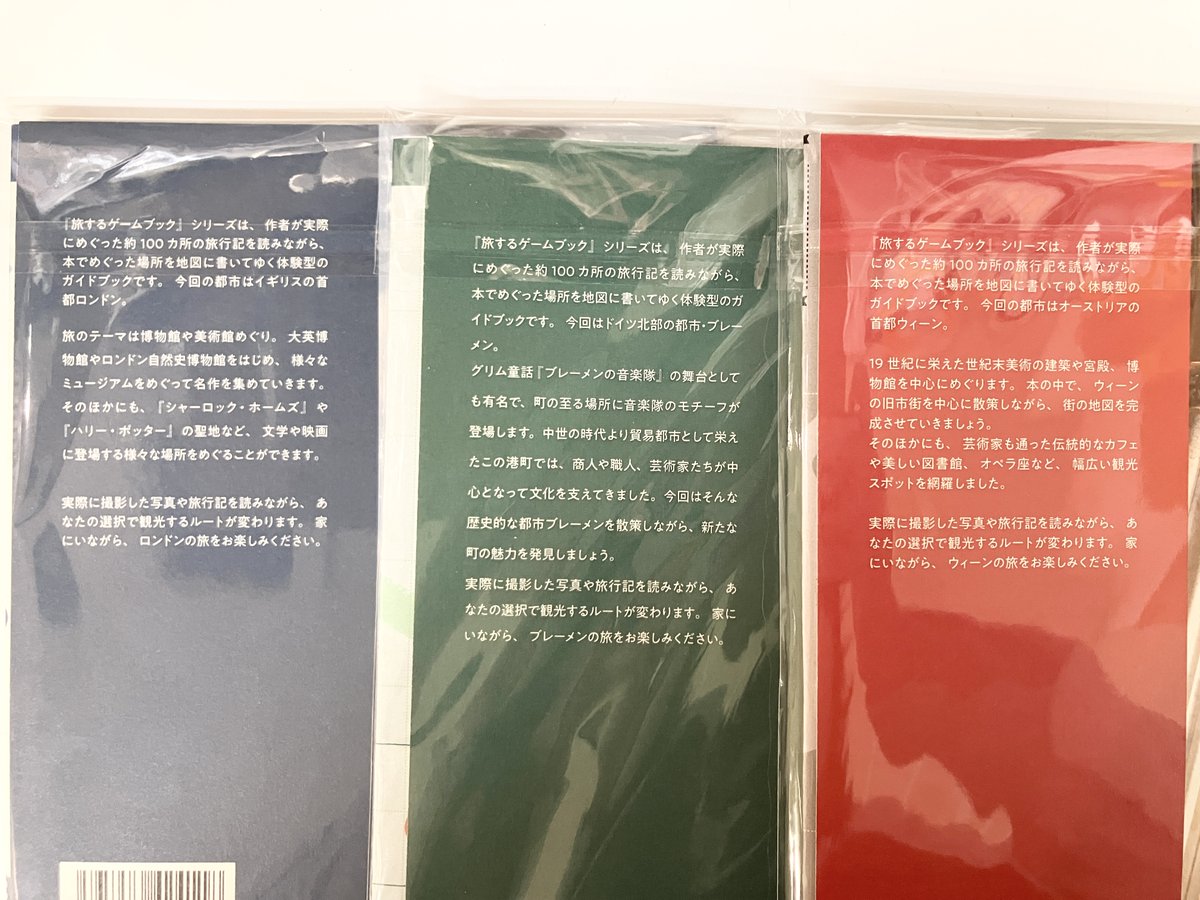 『旅するゲームブック』 シリーズは、 作者が実際
にめぐった約 100 カ所の旅行記を読みながら、
本でめぐった場所を地図に書いてゆく体験型の
ガイドブックです。 今回の都市はイギリスの首
都ロンドン。
旅のテーマは博物館や美術館めぐり。 大英博
物館やロンドン自然史博物館をはじめ、 様々な
ミュージアムをめぐって名作を集めていきます。
そのほかにも、『シャーロック・ホームズ』 や
『ハリー・ポッター』 の聖地など、 文学や映画
に登場する様々な場所をめぐることができます。
実際に撮影した写真や旅行記を読みながら、 あ
なたの選択で観光するルートが変わります。 家
にいながら、 ロンドンの旅をお楽しみください。
『旅するゲームブック』 シリーズは、 作者が実際
にめぐった約 100 カ所の旅行記を読みながら、
本でめぐった場所を地図に書いてゆく体験型のガ
イドブックです。 今回はドイツ北部の都市・ブレー
メン。
グリム童話『ブレーメンの音楽隊』 の舞台として
も有名で、町の至る場所に音楽隊のモチーフが
登場します。中世の時代より貿易都市として栄え
たこの港町では、商人や職人、芸術家たちが中
心となって文化を支えてきました。今回はそんな
歴史的な都市ブレーメンを散策しながら、新たな
町の魅力を発見しましょう。
実際に撮影した写真や旅行記を読みながら、 あ
なたの選択で観光するルートが変わります。 家に
いながら、 ブレーメンの旅をお楽しみください。
『旅するゲームブック』 シリーズは、 作者が実際
にめぐった約 100 カ所の旅行記を読みながら、
本でめぐった場所を地図に書いてゆく体験型の
ガイドブックです。 今回の都市はオーストリアの
首都ウィーン。
19 世紀に栄えた世紀末美術の建築や宮殿、 博
物館を中心にめぐります。 本の中で、 ウィーン
の旧市街を中心に散策しながら、 街の地図を完
成させていきましょう。
そのほかにも、 芸術家も通った伝統的なカフェ
や美しい図書館、 オペラ座など、 幅広い観光
スポットを網羅しました。
実際に撮影した写真や旅行記を読みながら、 あ
なたの選択で観光するルートが変わります。 家
にいながら、 ウィーンの旅をお楽しみください。